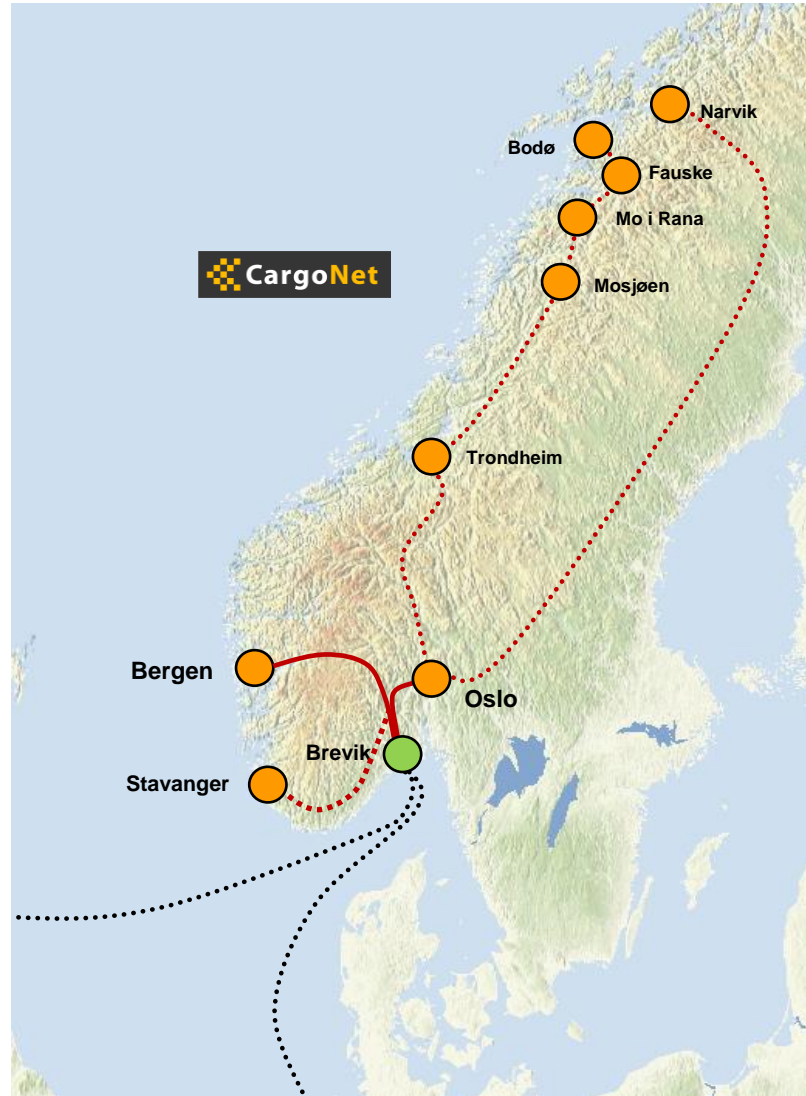 Narvik
Bodø
Fauske
Mo i Rana
CargoNet
Mosjøen
Trondheim
Bergen
Oslo
Brevik
Stavanger